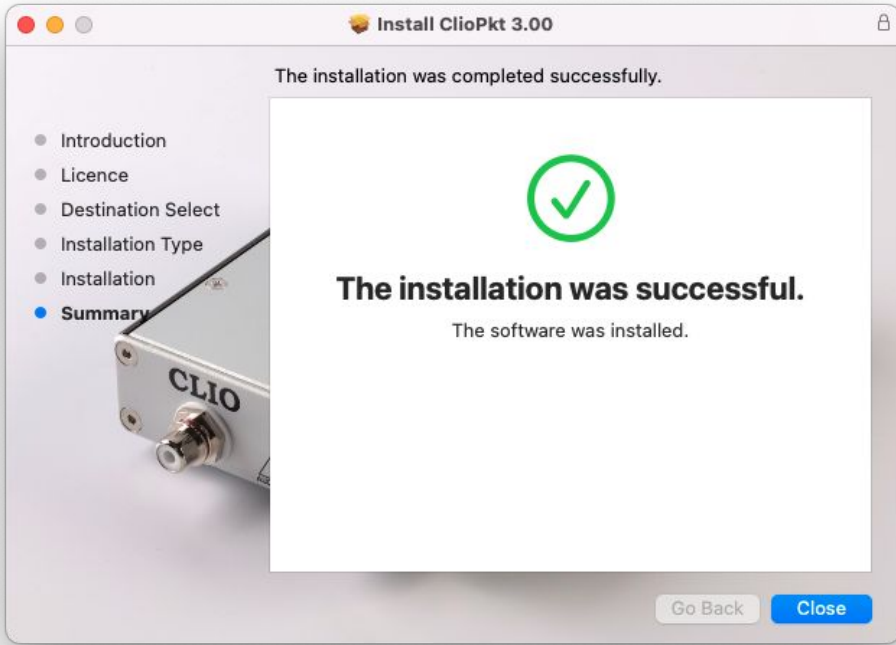 Install ClioPkt 3.00
The installation was completed successfully.
Introduction
Licence
Destination Select
Installation Type
Installation
Summary
CLIO
The installation was successful.
The software was installed.
Go Back
Close